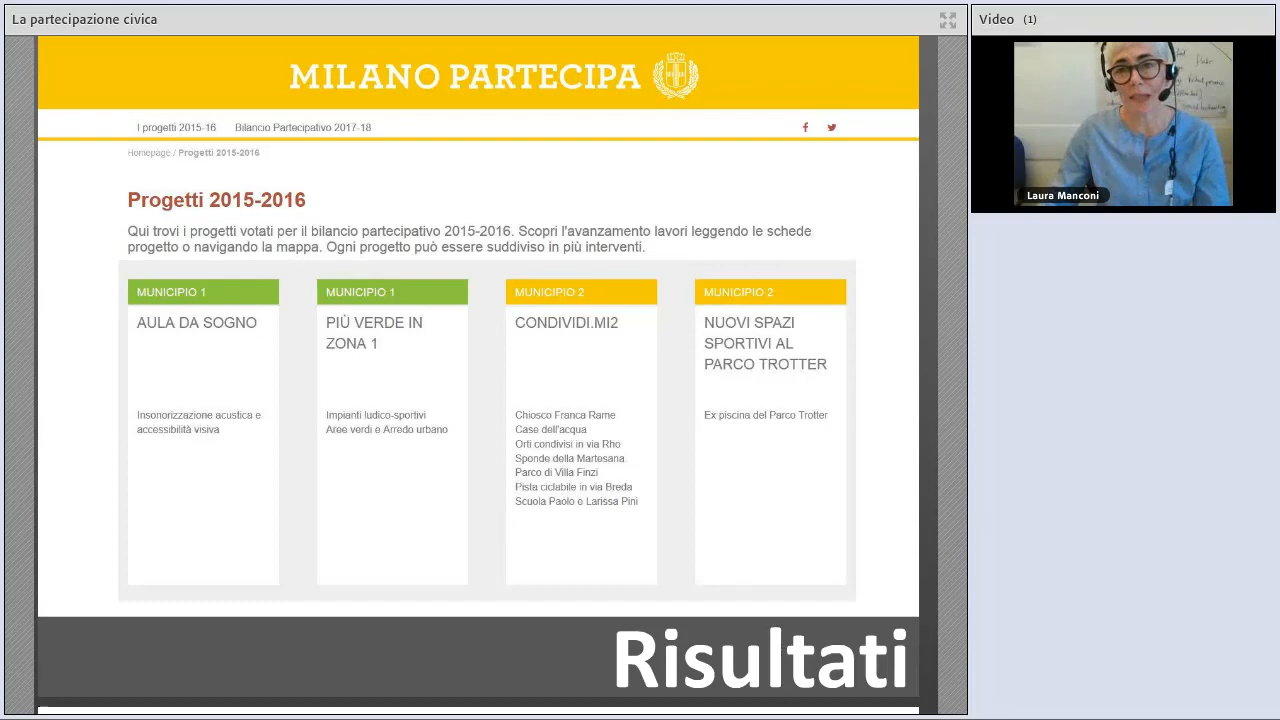 La partecipazione civica
Video (1)
MILANO PARTECIPA
I progetti 2015-16 Bilancio Partecipativo 2017-18
Homepage / Progetti 2015-2016
Progetti 2015-2016
Qui trovi i progetti votati per il bilancio partecipativo 2015-2016. Scopri l'avanzamento lavori leggendo le schede
progetto o navigando la mappa. Ogni progetto può essere suddiviso in più interventi.
MUNICIPIO 1
AULA DA SOGNO
Insonorizzazione acustica e
accessibilità visiva
MUNICIPIO 1
PIÙ VERDE IN
ZONA 1
Impianti ludico-sportivi
Aree verdi e Arredo urbano
MUNICIPIO 2
CONDIVIDI.MI2
Chiosco Franca Rame
Case dell'acqua
Orti condivisi in via Rho
Sponde della Martesana
Parco di Villa Finzi
Pista ciclabile in via Breda
Scuola Paolo e Larissa Pini
MUNICIPIO 2
NUOVI SPAZI
SPORTIVI AL
PARCO TROTTER
Ex piscina del Parco Trotter
Risultati
Laura Manconi